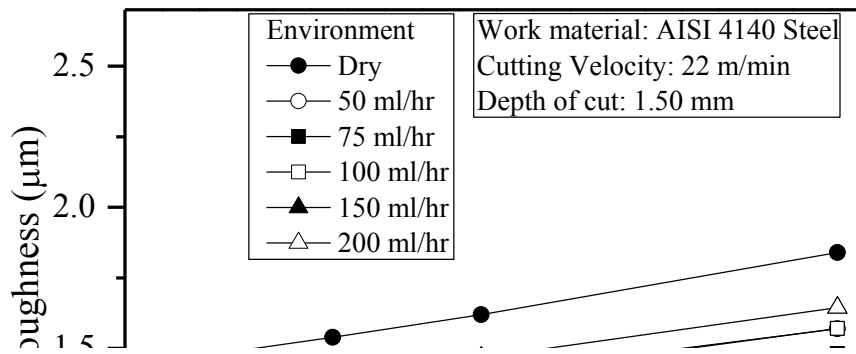 Environment
Dry
50 ml/hr
75 ml/hr
100 ml/hr
150 ml/hr
200 ml/hr
Work material: AISI 4140 Steel
Cutting Velocity: 22 m/min
Depth of cut: 1.50 mm
2.5
2.0
1.5
oughness (μm)